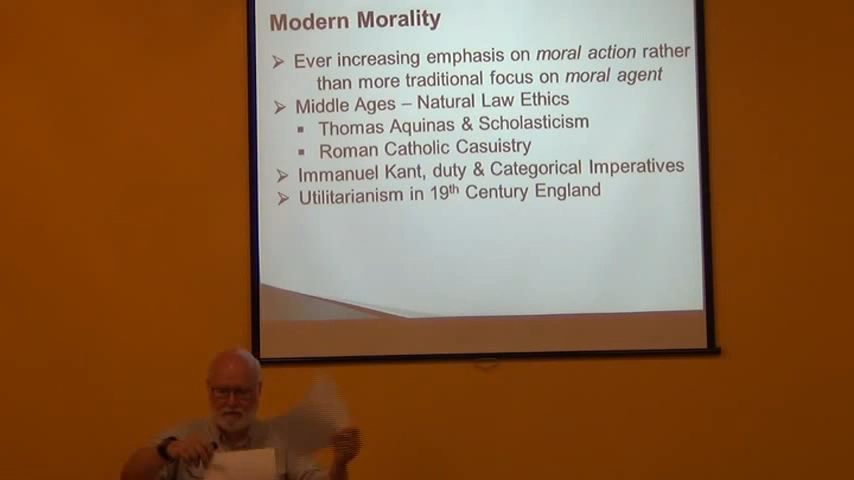 Modern Morality
➢ Ever increasing emphasis on moral action rather
than more traditional focus on moral agent
➢ Middle Ages – Natural Law Ethics
▪ Thomas Aquinas & Scholasticism
▪ Roman Catholic Casuistry
➢ Immanuel Kant, duty & Categorical Imperatives
➢ Utilitarianism in 19th Century England